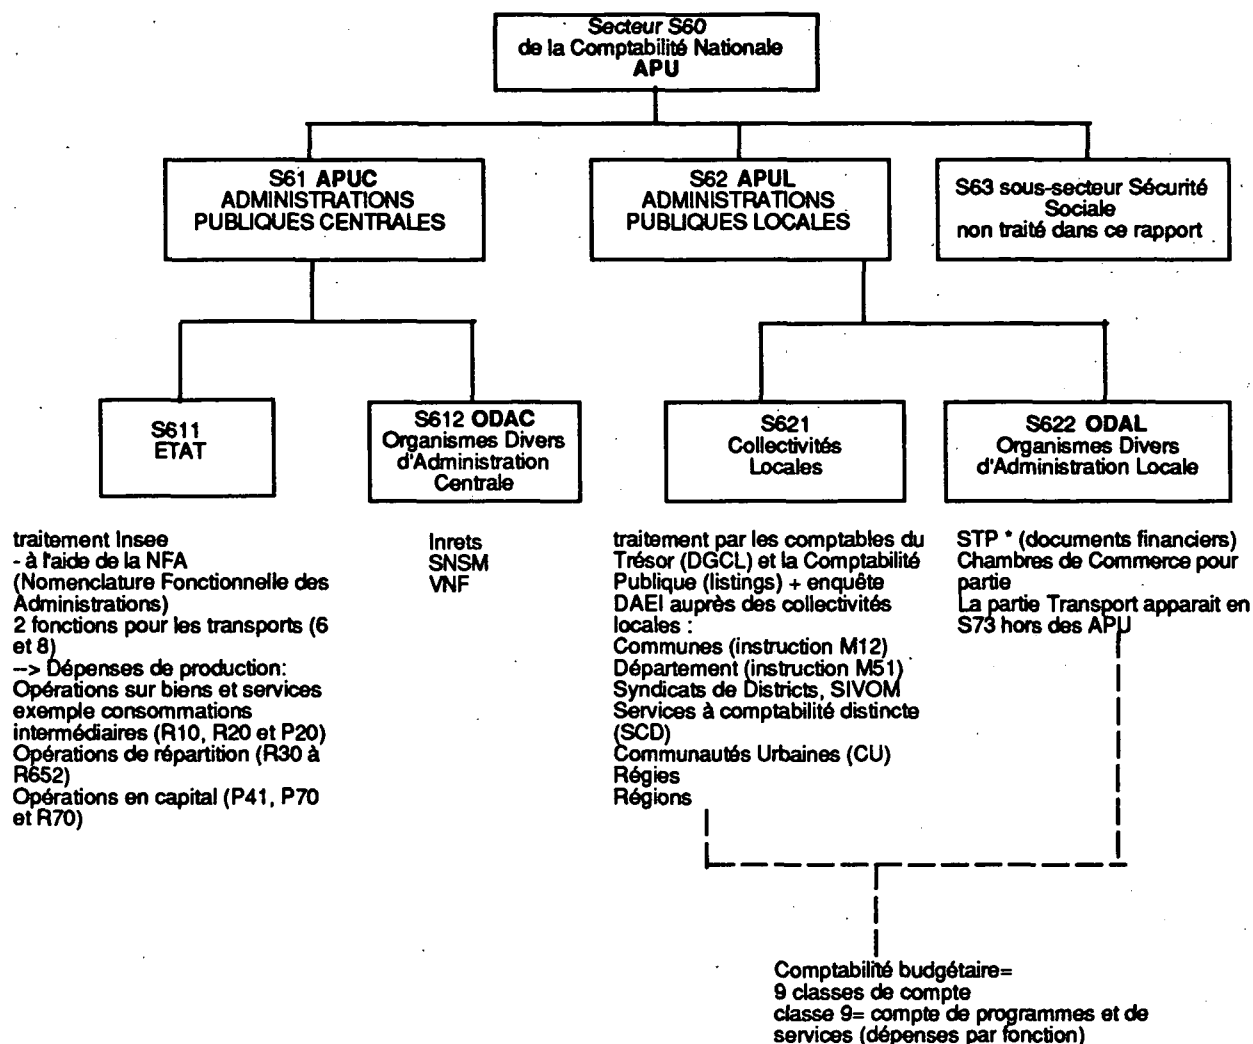 Secteur S60
de la Comptabilité Nationale
APU
S61 APUC
ADMINISTRATIONS
PUBLIQUES CENTRALES
S62 APUL
ADMINISTRATIONS
PUBLIQUES LOCALES
S63 sous-secteur Sécurité
Sociale
non traité dans ce rapport
S611
ETAT
S612 ODAC
Organismes Divers
d'Administration
Centrale
S621
Collectivités
Locales
S622 ODAL
Organismes Divers
d'Administration Locale
traitement Insee
- à l'aide de la NFA
(Nomenclature Fonctionnelle des
Administrations)
2 fonctions pour les transports (6
et 8)
--> Dépenses de production:
Opérations sur biens et services
exemple consommations
intermédiaires (R10, R20 et P20)
Opérations de répartition (R30 à
R652)
Opérations en capital (P41, P70
et R70)
Inrets
SNSM
VNF
traitement par les comptables du
Trésor (DGCL) et la Comptabilité
Publique (listings) + enquête
DAEI auprès des collectivités
locales :
Communes (instruction M12)
Département (instruction M51)
Syndicats de Districts, SIVOM
Services à comptabilité distincte
(SCD)
Communautés Urbaines (CU)
Régies
Régions
STP * (documents financiers)
Chambres de Commerce pour
partie
La partie Transport apparait en
S73 hors des APU
Comptabilité budgétaire=
9 classes de compte
classe 9= compte de programmes et de
services (dépenses par fonction)